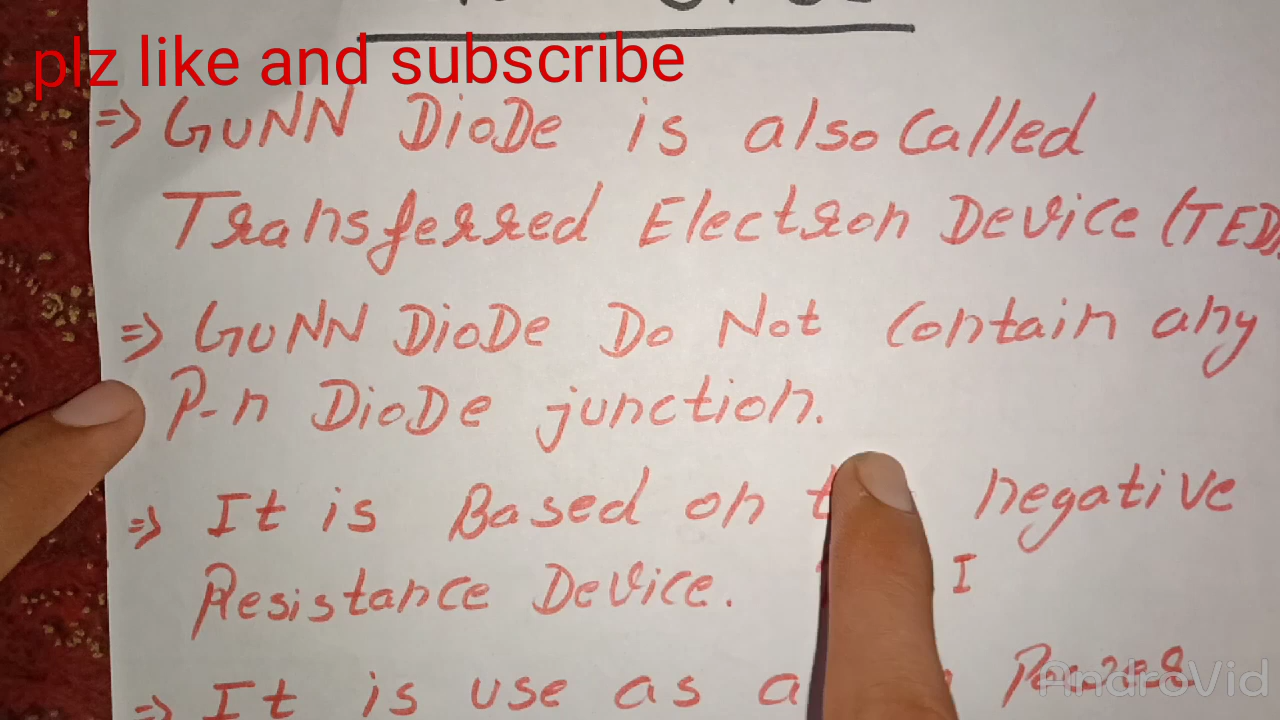 plz like and subscribe
=> GUNN DioDe is also Called
Transferred Electron Device (TED).
=> GUNN DioDe Do Not Contain any
P-n DioDe junction.
=> It is Based on negative
Resistance Device. I
=> It is use as a
AndroVid